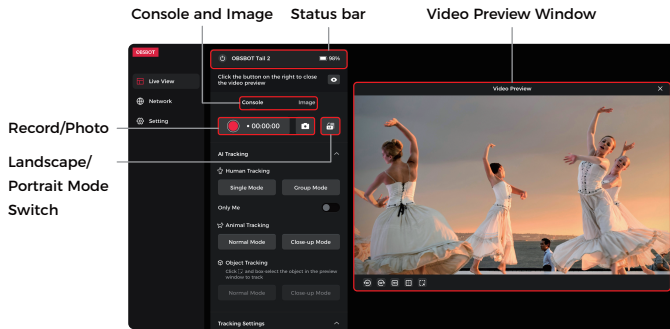 Console and Image
Status bar
Video Preview Window
OBSBOT
OBSBOT Tail 2
98%
Live View
Click the button on the right to close
the video preview
Video Preview
Network
Console
Image
Setting
Record/Photo
• 00:00:00
Landscape/
Portrait Mode
Switch
AI Tracking
Human Tracking
Single Mode
Group Mode
Only Me
Animal Tracking
Normal Mode
Close-up Mode
Object Tracking
Click and box-select the object in the preview
window to track
Normal Mode
Close-up Mode
Tracking Settings